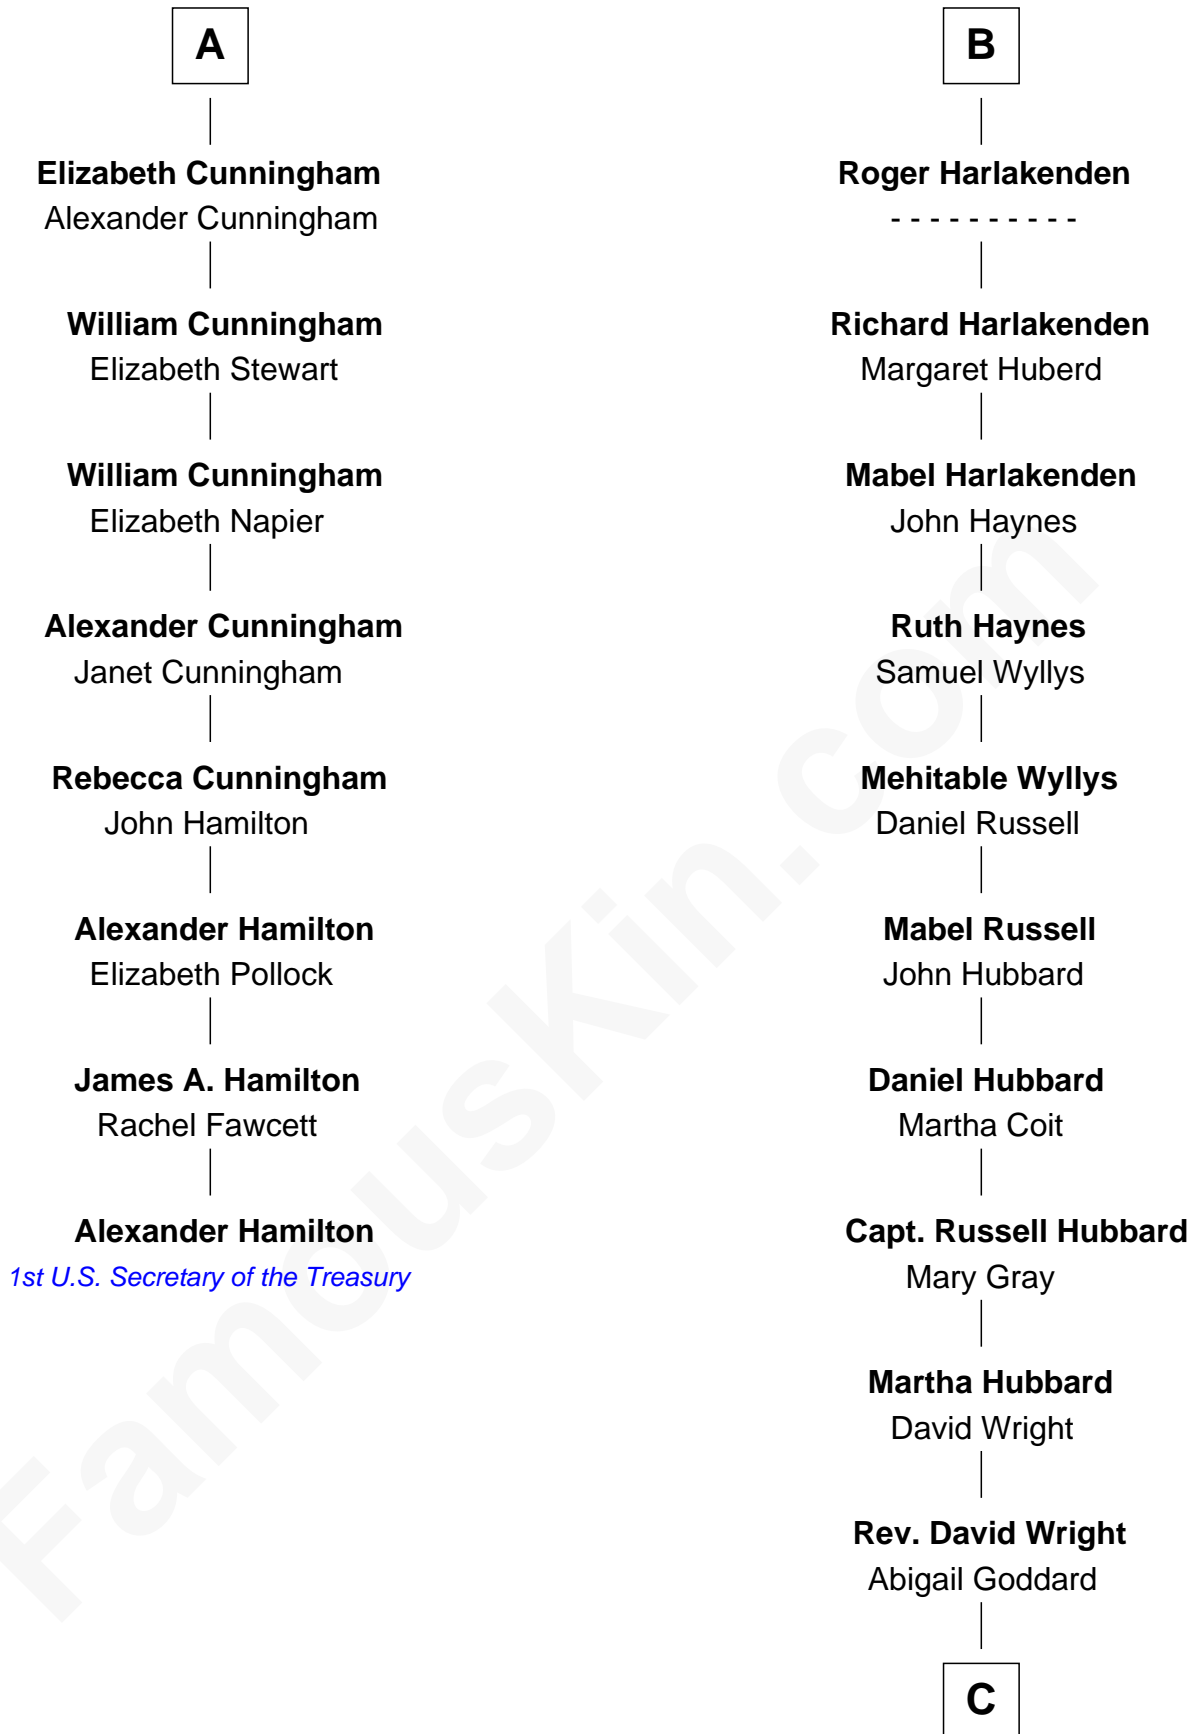 A
Elizabeth Cunningham
Alexander Cunningham
William Cunningham
Elizabeth Stewart
William Cunningham
Elizabeth Napier
Alexander Cunningham
Janet Cunningham
Rebecca Cunningham
John Hamilton
Alexander Hamilton
Elizabeth Pollock
James A. Hamilton
Rachel Fawcett
Alexander Hamilton
1st U.S. Secretary of the Treasury
B
Roger Harlakenden
- - - - - - - - - -
Richard Harlakenden
Margaret Huberd
Mabel Harlakenden
John Haynes
Ruth Haynes
Samuel Wyllys
Mehitable Wyllys
Daniel Russell
Mabel Russell
John Hubbard
Daniel Hubbard
Martha Coit
Capt. Russell Hubbard
Mary Gray
Martha Hubbard
David Wright
Rev. David Wright
Abigail Goddard
C
FamousKin.com